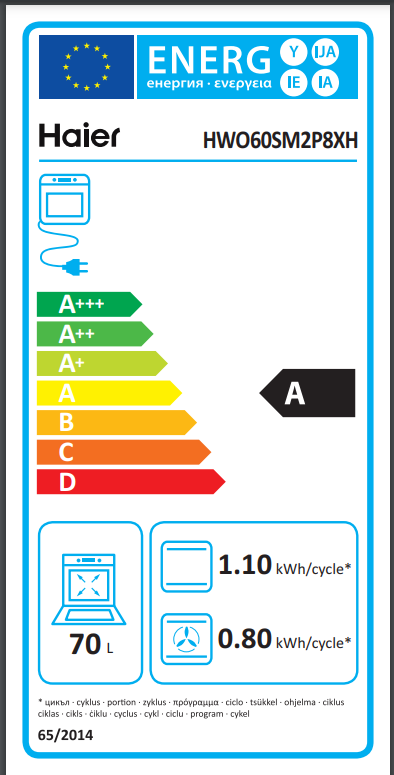 ENERG
Y
IJA
IE
IA
енергия · ενεργεια
Haier
HWO60SM2P8XH
A+++
A++
A+
A
B
C
D
A
70 L
1.10 kWh/cycle*
0.80 kWh/cycle*
* цикъл · cyklus · portion · zyklus · πρόγραμμα · ciclo · tsükkel · ohjelma · ciklus
ciklas · cikls · ċiklu · cyclus · cykl · ciclu · program · cykel
65/2014